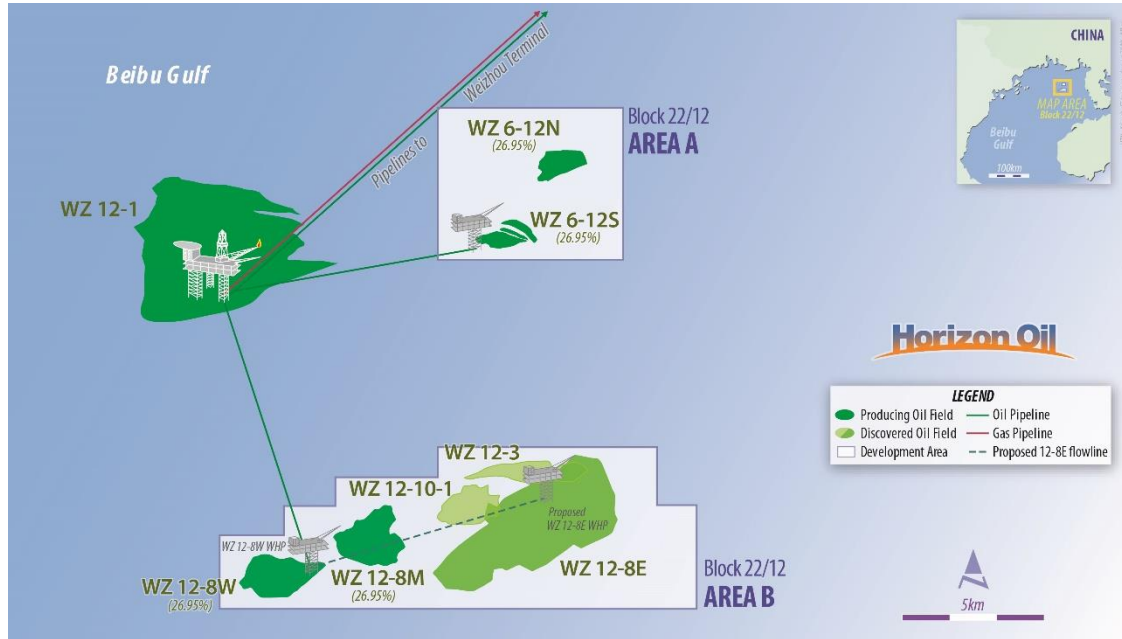 Beibu Gulf
Pipelines to
Weizhou Terminal
CHINA
MAP AREA
Block 22/12
Beibu
Gulf
100km
Block 22/12
AREA A
WZ 6-12N
(26.95%)
WZ 6-12S
(26.95%)
WZ 12-1
Horizon Oil
LEGEND
Producing Oil Field
Oil Pipeline
Discovered Oil Field
Gas Pipeline
Development Area
Proposed 12-8E flowline
WZ 12-3
WZ 12-10-1
Proposed
WZ 12-8E WHP
WZ 12-8W WHP
WZ 12-8W
(26.95%)
WZ 12-8M
(26.95%)
WZ 12-8E
Block 22/12
AREA B
5km